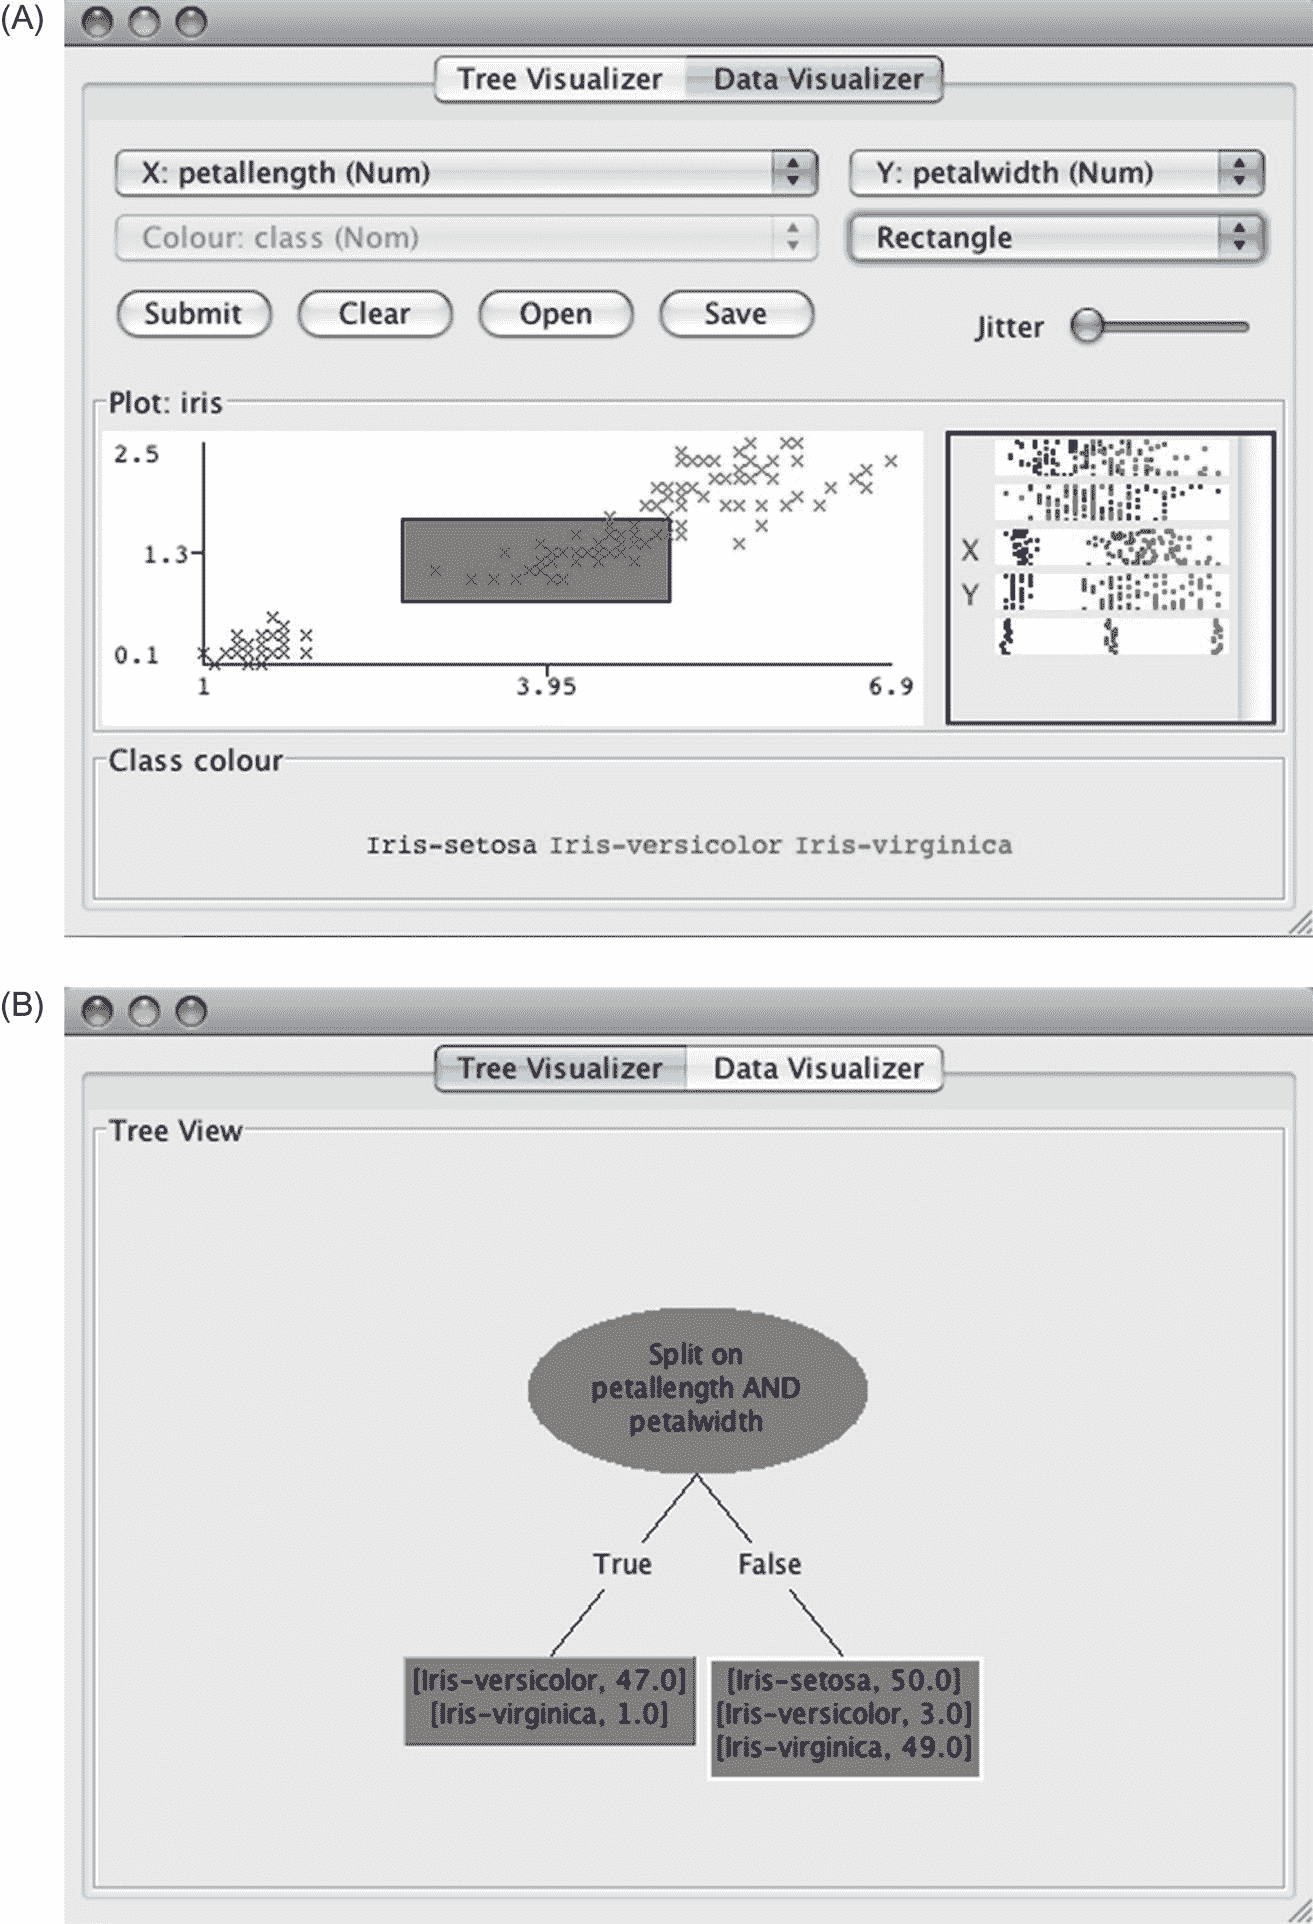 (A)
Tree Visualizer Data Visualizer
X: petallength (Num) Y: petalwidth (Num)
Colour: class (Nom) Rectangle
Submit Clear Open Save Jitter
Plot: iris
2.5
1.3
0.1
1 3.95 6.9
X
Y
Class colour
Iris-setosa Iris-versicolor Iris-virginica
(B)
Tree Visualizer Data Visualizer
Tree View
Split on
petallength AND
petalwidth
True False
[Iris-versicolor, 47.0] [Iris-setosa, 50.0]
[Iris-virginica, 1.0] [Iris-versicolor, 3.0]
[Iris-virginica, 49.0]